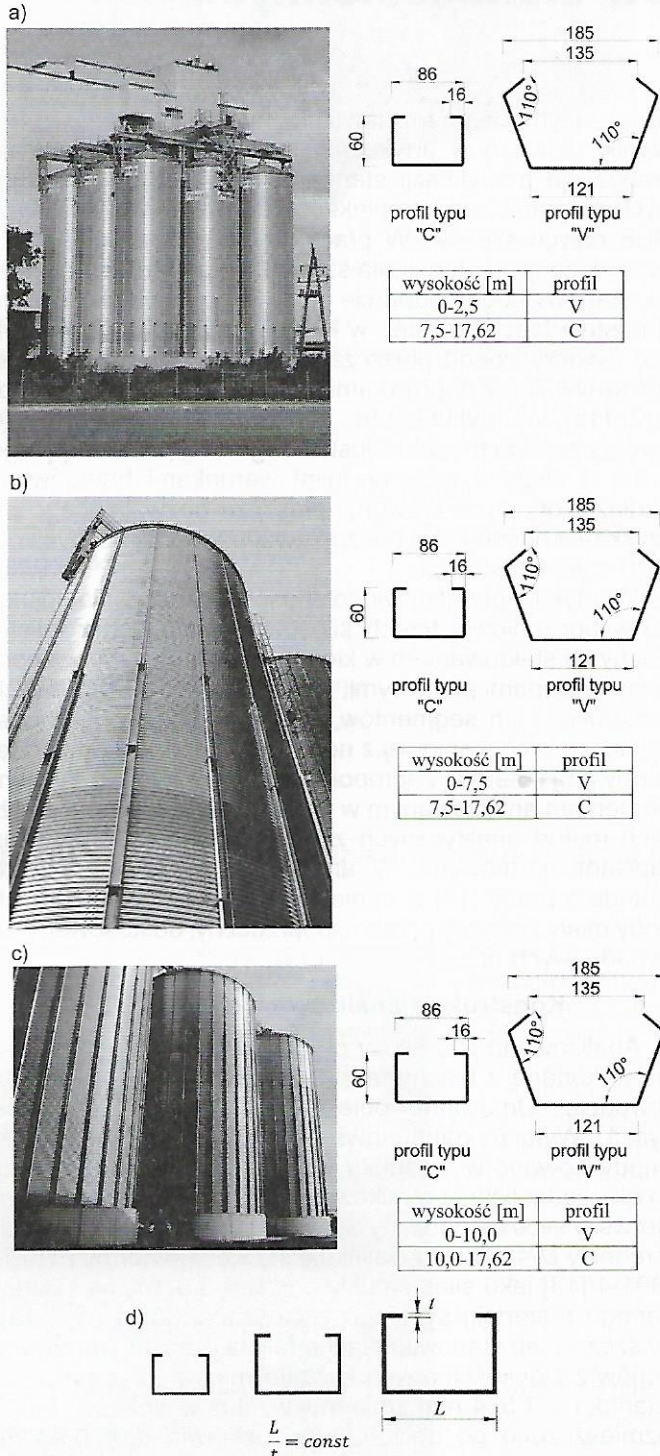 a)
185
135
86
16
60
110°
110°
121
profil typu "C"
profil typu "V"
wysokość [m] profil
0-2,5 V
7,5-17,62 C
b)
185
135
86
16
60
110°
110°
121
profil typu "C"
profil typu "V"
wysokość [m] profil
0-7,5 V
7,5-17,62 C
c)
185
135
86
16
60
110°
110°
121
profil typu "C"
profil typu "V"
wysokość [m] profil
0-10,0 V
10,0-17,62 C
d)
t
L
L/t = const